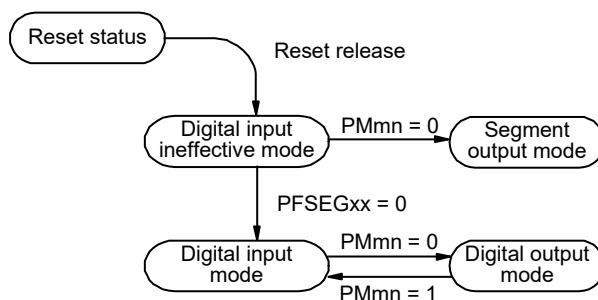 Reset status
Reset release
Digital input
ineffective mode
PMmn = 0
Segment
output mode
PFSEGxx = 0
Digital input
mode
PMmn = 0
Digital output
mode
PMmn = 1